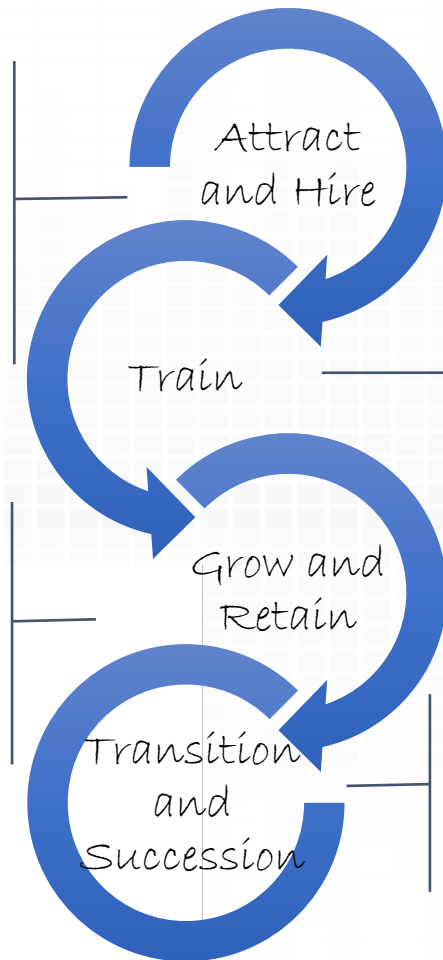 Attract
and Hire
Train
Grow and
Retain
Transition
and
Succession